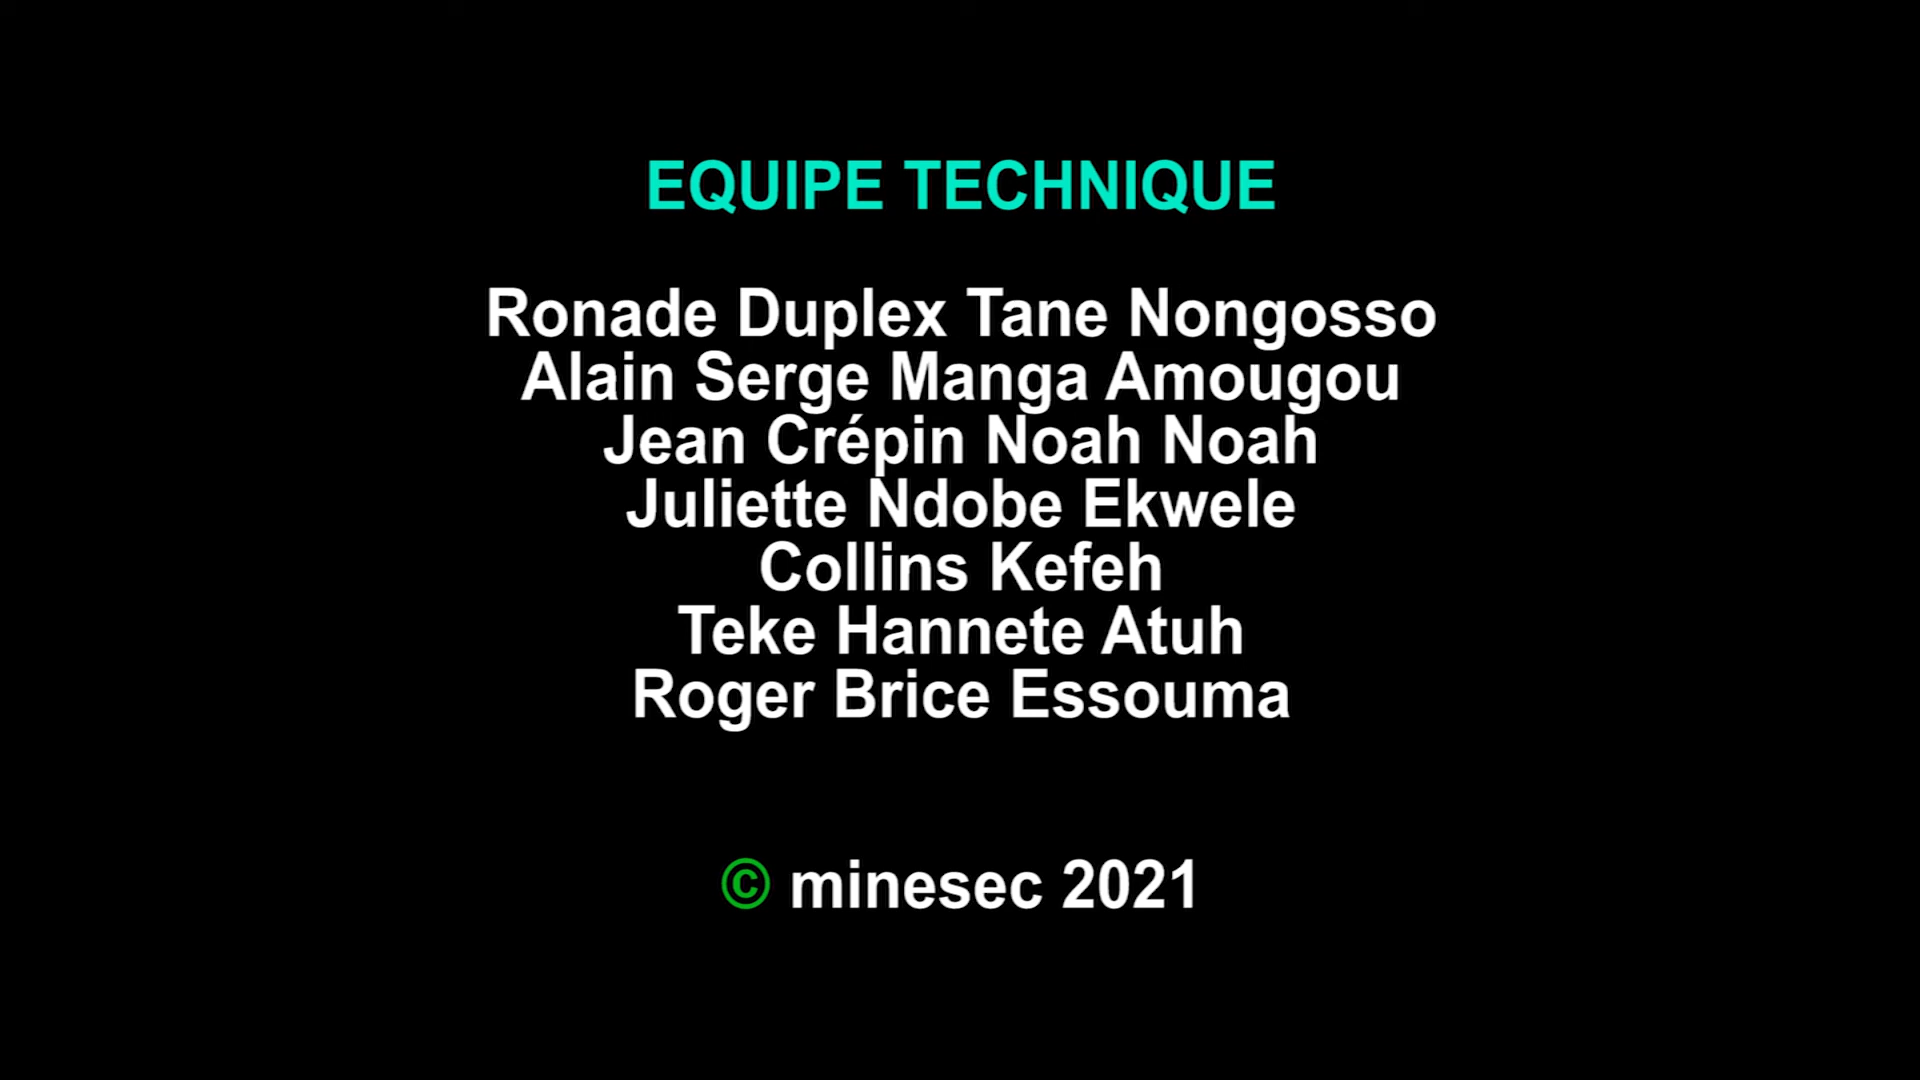 EQUIPE TECHNIQUE
Ronade Duplex Tane Nongosso
Alain Serge Manga Amougou
Jean Crépin Noah Noah
Juliette Ndobe Ekwele
Collins Kefeh
Teke Hannete Atuh
Roger Brice Essouma
© minesec 2021